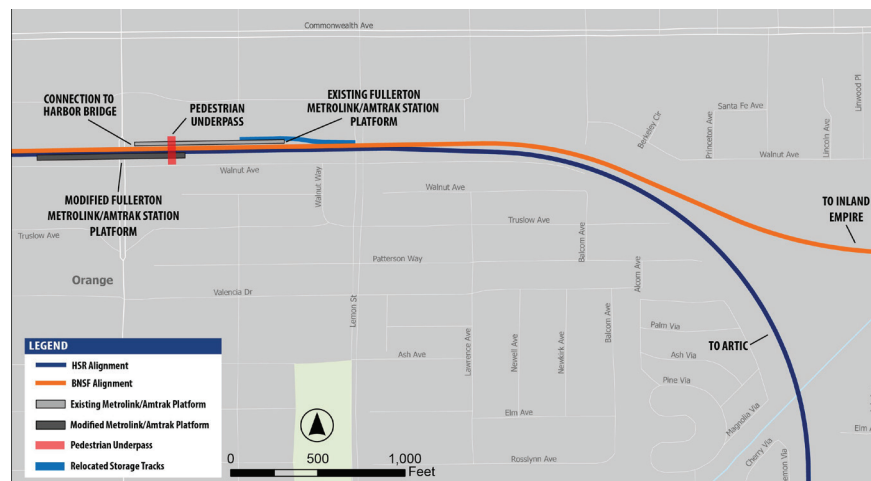 Commonwealth Ave
EXISTING FULLERTON
METROLINK/AMTRAK STATION
PLATFORM
CONNECTION TO
HARBOR BRIDGE
PEDESTRIAN
UNDERPASS
Linwood Pl
Santa Fe Ave
Berkeley Cir
Princeton Ave
Lincoln Ave
Walnut Ave
Walnut Ave
Walnut Way
Walnut Ave
MODIFIED FULLERTON
METROLINK/AMTRAK STATION
PLATFORM
TO INLAND
EMPIRE
Truslow Ave
Truslow Ave
Balcom Ave
Patterson Way
Orange
Valencia Dr
Alcorn Ave
Lemon St
Lawrence Ave
Newell Ave
Newkirk Ave
Balcom Ave
Palm Via
TO ARTIC
Ash Ave
Ash Via
Pine Via
Magnolia Via
Elm Ave
Elm A
Cherry Via
emon Via
Rosslynn Ave
LEGEND
HSR Alignment
BNSF Alignment
Existing Metrolink/Amtrak Platform
Modified Metrolink/Amtrak Platform
Pedestrian Underpass
Relocated Storage Tracks
0 500 1,000
Feet